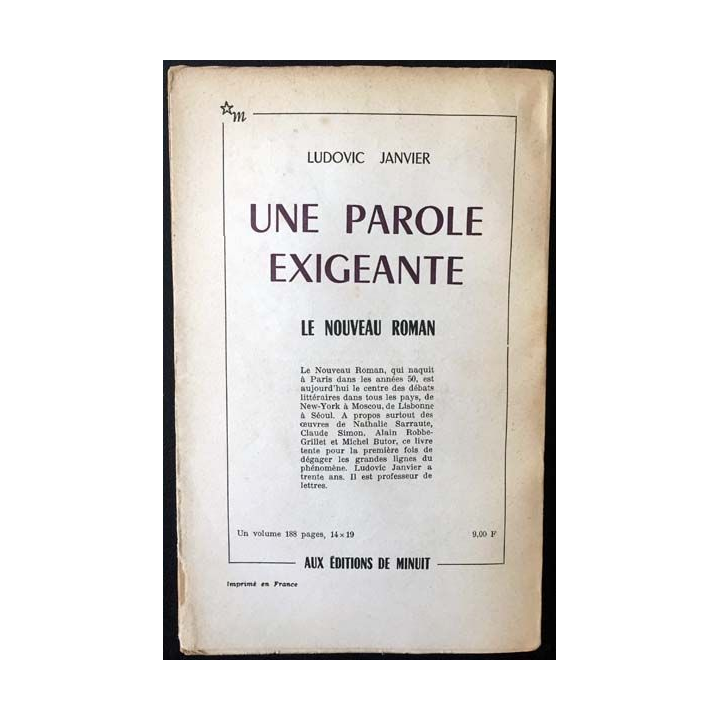 m
LUDOVIC JANVIER
UNE PAROLE
EXIGEANTE
LE NOUVEAU ROMAN
Le Nouveau Roman, qui naquit
à Paris dans les années 50, est
aujourd'hui le centre des débats
littéraires dans tous les pays, de
New-York à Moscou, de Lisbonne
à Séoul. A propos surtout des
œuvres de Nathalie Sarraute,
Claude Simon, Alain Robbe-
Grillet et Michel Butor, ce livre
tente pour la première fois de
dégager les grandes lignes du
phénomène. Ludovic Janvier a
trente ans. Il est professeur de
lettres.
Un volume 188 pages, 14×19 9,00 F
AUX ÉDITIONS DE MINUIT
Imprimé en France